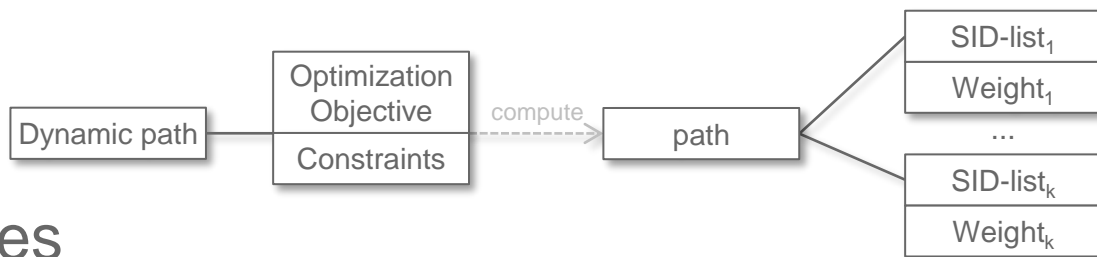 Dynamic path
Optimization
Objective
Constraints
compute
path
SID-list₁
Weight₁
...
SID-listₖ
Weightₖ
es